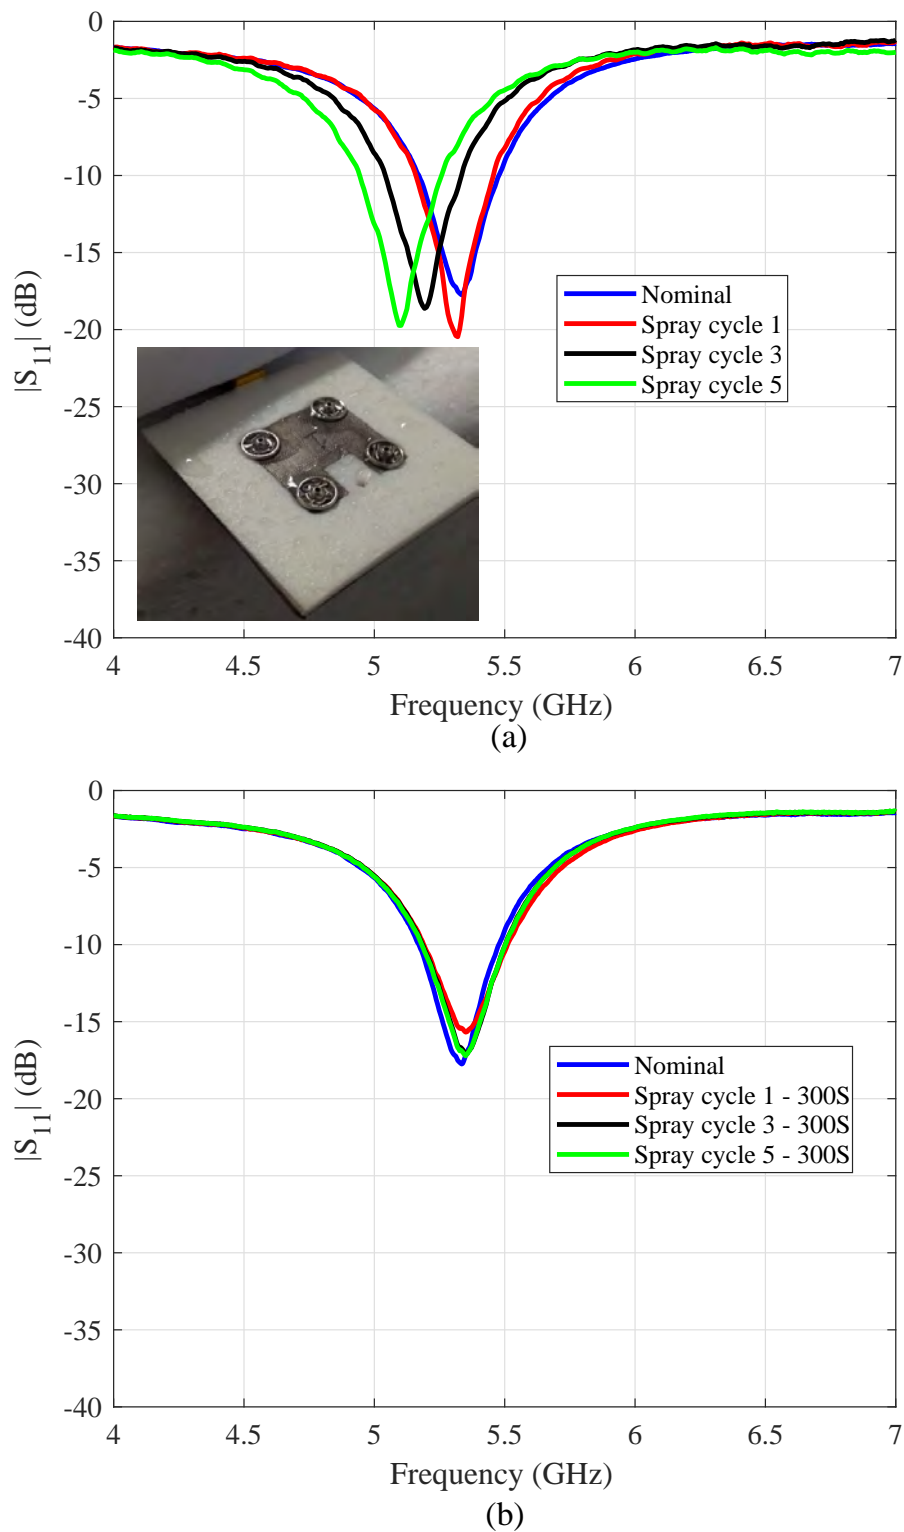 0
-5
-10
-15
-20
-25
-30
-35
-40
|S11| (dB)
Nominal
Spray cycle 1
Spray cycle 3
Spray cycle 5
4
4.5
5
5.5
6
6.5
7
Frequency (GHz)
(a)
0
-5
-10
-15
-20
-25
-30
-35
-40
|S11| (dB)
Nominal
Spray cycle 1 - 300S
Spray cycle 3 - 300S
Spray cycle 5 - 300S
4
4.5
5
5.5
6
6.5
7
Frequency (GHz)
(b)